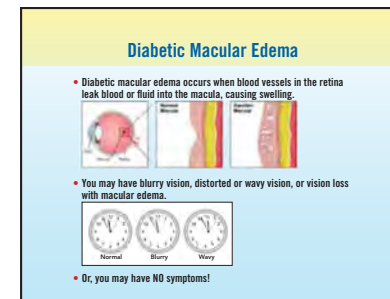 Diabetic Macular Edema
• Diabetic macular edema occurs when blood vessels in the retina
leak blood or fluid into the macula, causing swelling.
Normal
Macula
Macular
• You may have blurry vision, distorted or wavy vision, or vision loss
with macular edema.
Normal Blurry Wavy
• Or, you may have NO symptoms!